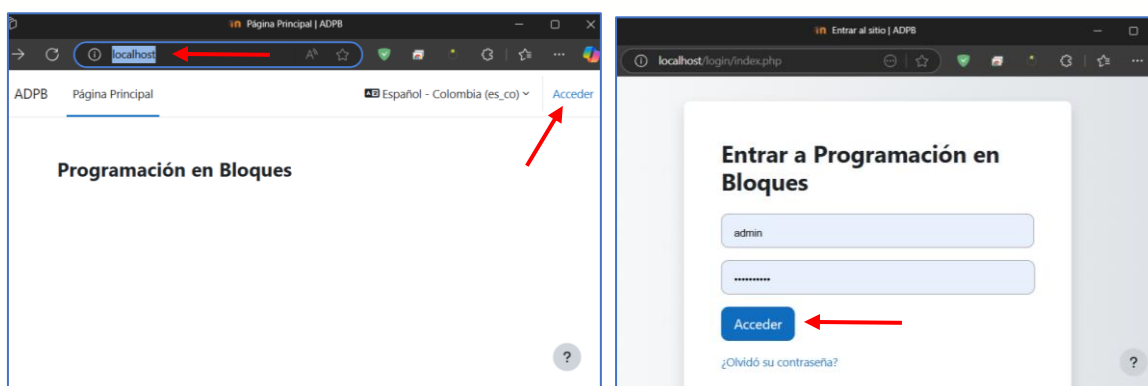 Página Principal | ADPB
localhost
ADPB Página Principal Español - Colombia (es_co) Acceder
Programación en Bloques
?
Entrar al sitio | ADPB
localhost/login/index.php
Entrar a Programación en
Bloques
admin
••••••••••
Acceder
¿Olvidó su contraseña?
?